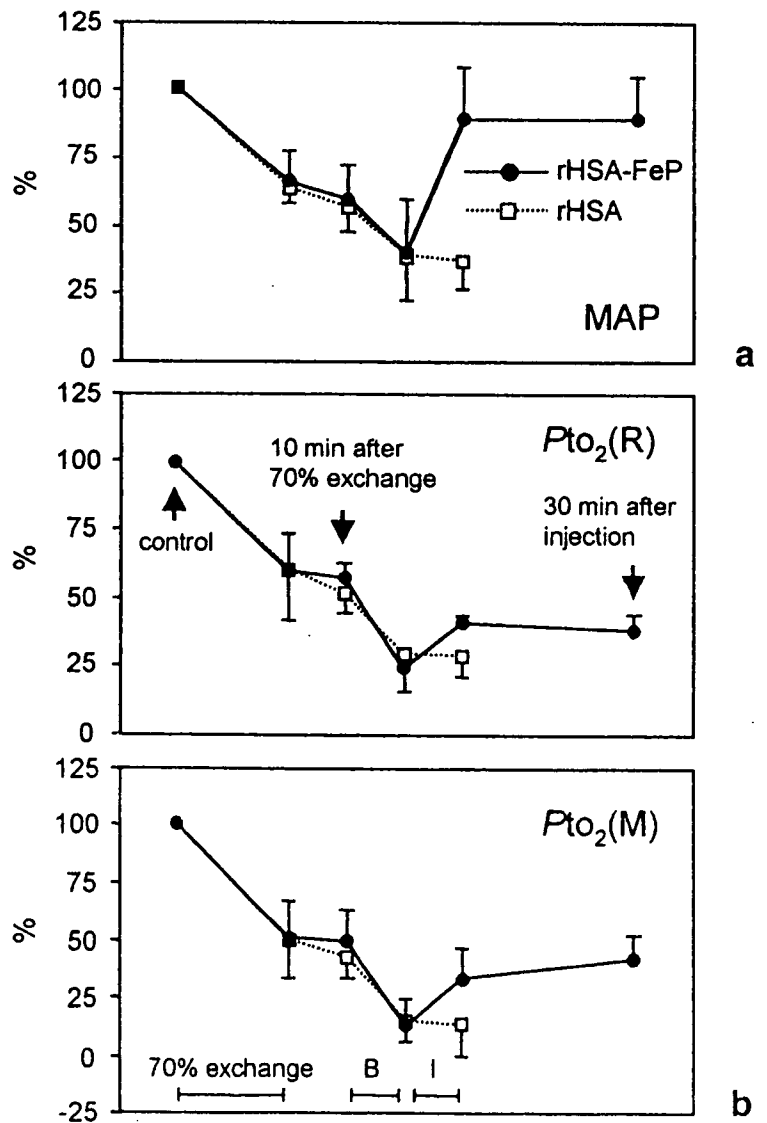 125
100
75
50
25
0
%
rHSA-FeP
rHSA
MAP
a
125
100
75
50
25
0
%
Pto₂(R)
10 min after
70% exchange
control
30 min after
injection
125
100
75
50
25
0
-25
%
Pto₂(M)
70% exchange
B
I
b